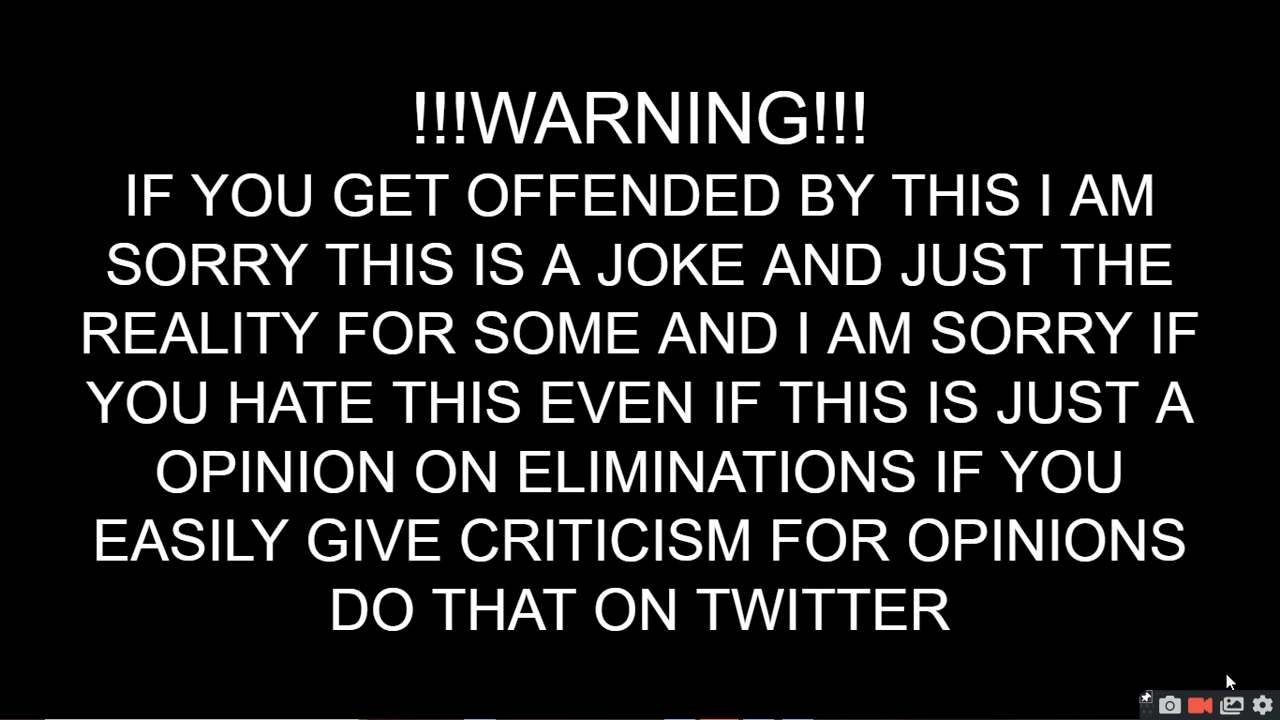 !!!WARNING!!!
IF YOU GET OFFENDED BY THIS I AM
SORRY THIS IS A JOKE AND JUST THE
REALITY FOR SOME AND I AM SORRY IF
YOU HATE THIS EVEN IF THIS IS JUST A
OPINION ON ELIMINATIONS IF YOU
EASILY GIVE CRITICISM FOR OPINIONS
DO THAT ON TWITTER